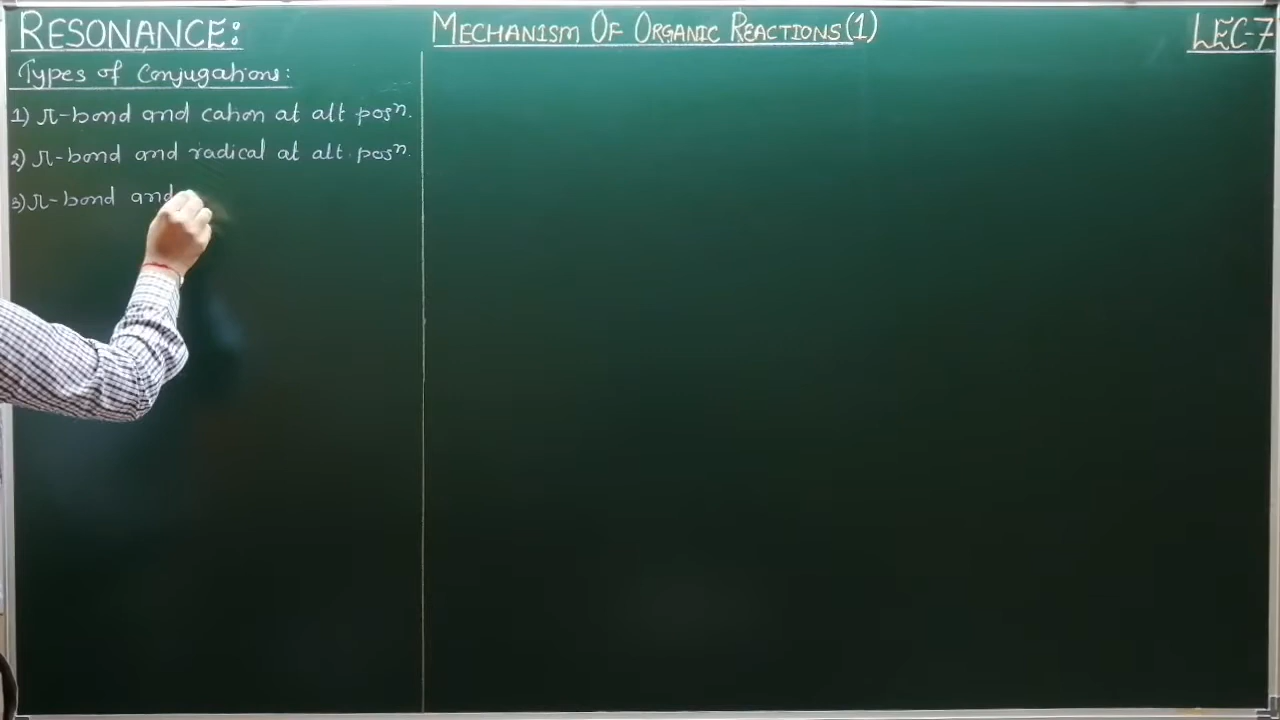 RESONANCE:
MECHANISM OF ORGANIC REACTIONS(1)
LEC-7
Types of Conjugations:
1) π-bond and cation at alt posⁿ.
2) π-bond and radical at alt. posⁿ.
3) π-bond and